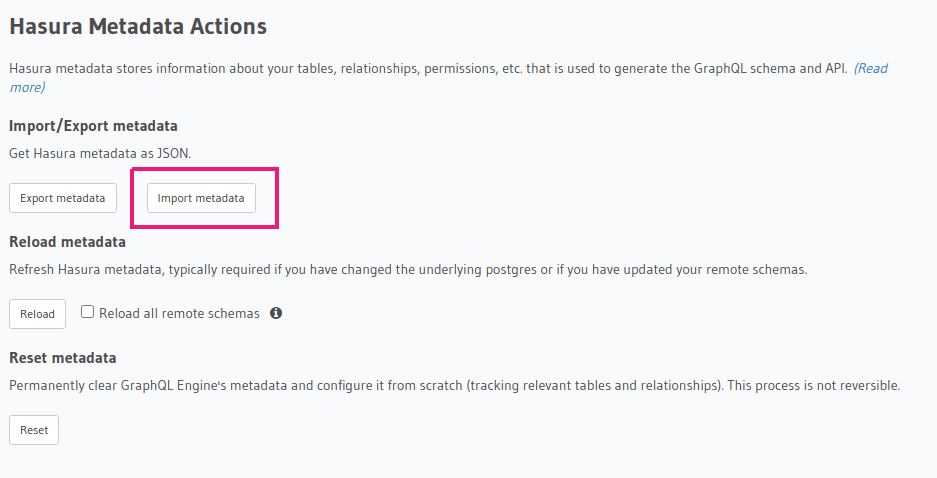 Hasura Metadata Actions
Hasura metadata stores information about your tables, relationships, permissions, etc. that is used to generate the GraphQL schema and API. (Read
more)
Import/Export metadata
Get Hasura metadata as JSON.
Export metadata Import metadata
Reload metadata
Refresh Hasura metadata, typically required if you have changed the underlying postgres or if you have updated your remote schemas.
Reload Reload all remote schemas
Reset metadata
Permanently clear GraphQL Engine's metadata and configure it from scratch (tracking relevant tables and relationships). This process is not reversible.
Reset